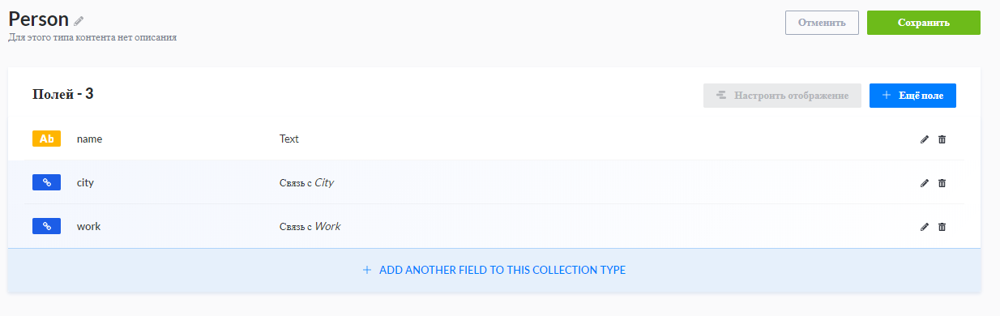 Person
Для этого типа контента нет описания
Отменить
Сохранить
Полей - 3
Настроить отображение
Ещё поле
Ab name Text
city Связь с City
work Связь с Work
ADD ANOTHER FIELD TO THIS COLLECTION TYPE